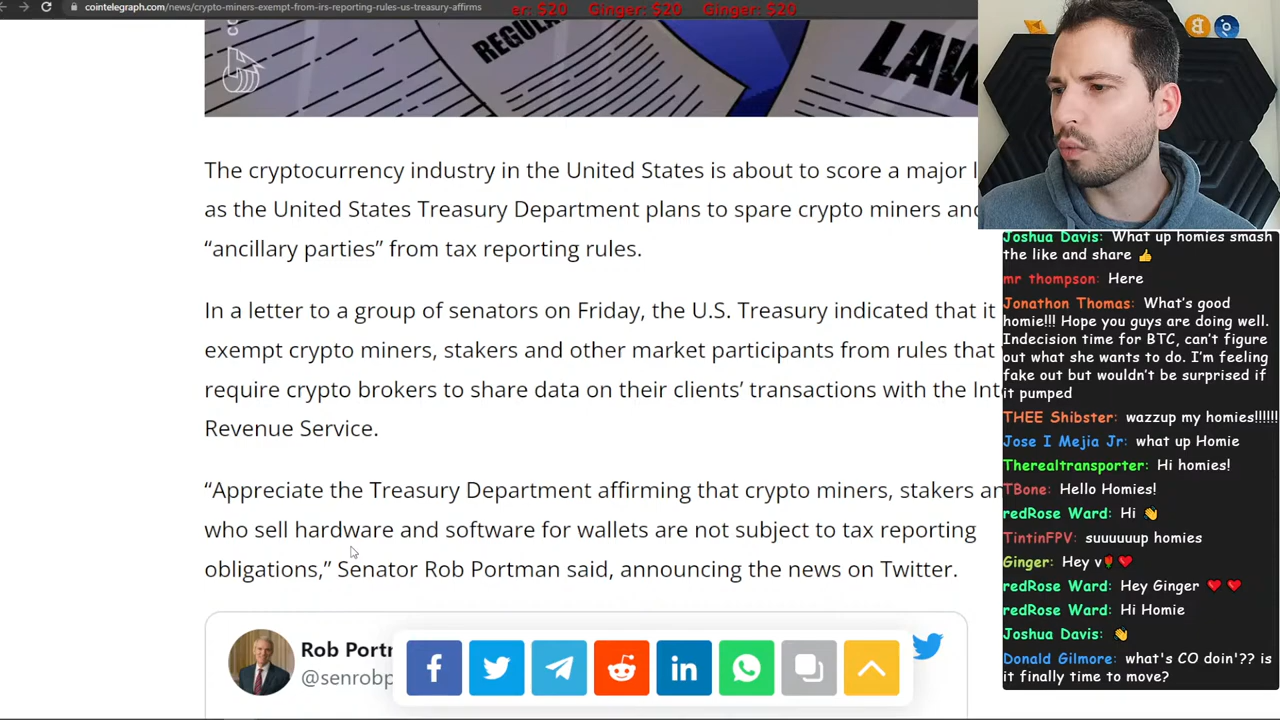 cointelegraph.com/news/crypto-miners-exempt-from-irs-reporting-rules-us-treasury-affirms
er: $20 Ginger: $20 Ginger: $20
REGUL
LAW
The cryptocurrency industry in the United States is about to score a major
as the United States Treasury Department plans to spare crypto miners and
“ancillary parties” from tax reporting rules.
In a letter to a group of senators on Friday, the U.S. Treasury indicated that it
exempt crypto miners, stakers and other market participants from rules that
require crypto brokers to share data on their clients’ transactions with the Int
Revenue Service.
“Appreciate the Treasury Department affirming that crypto miners, stakers an
who sell hardware and software for wallets are not subject to tax reporting
obligations,” Senator Rob Portman said, announcing the news on Twitter.
Rob Portr
@senrobp
Joshua Davis: What up homies smash
the like and share 👍
mr thompson: Here
Jonathon Thomas: What’s good
homie!!! Hope you guys are doing well.
Indecision time for BTC, can’t figure
out what she wants to do. I’m feeling
fake out but wouldn’t be surprised if
it pumped
THEE Shibster: wazzup my homies!!!!!!
Jose I Mejia Jr: what up Homie
Therealtransporter: Hi homies!
TBone: Hello Homies!
redRose Ward: Hi 👋
TintinFPV: suuuuuup homies
Ginger: Hey v🌹❤️
redRose Ward: Hey Ginger ❤️ ❤️
redRose Ward: Hi Homie
Joshua Davis: 👋
Donald Gilmore: what's CO doin'?? is
it finally time to move?